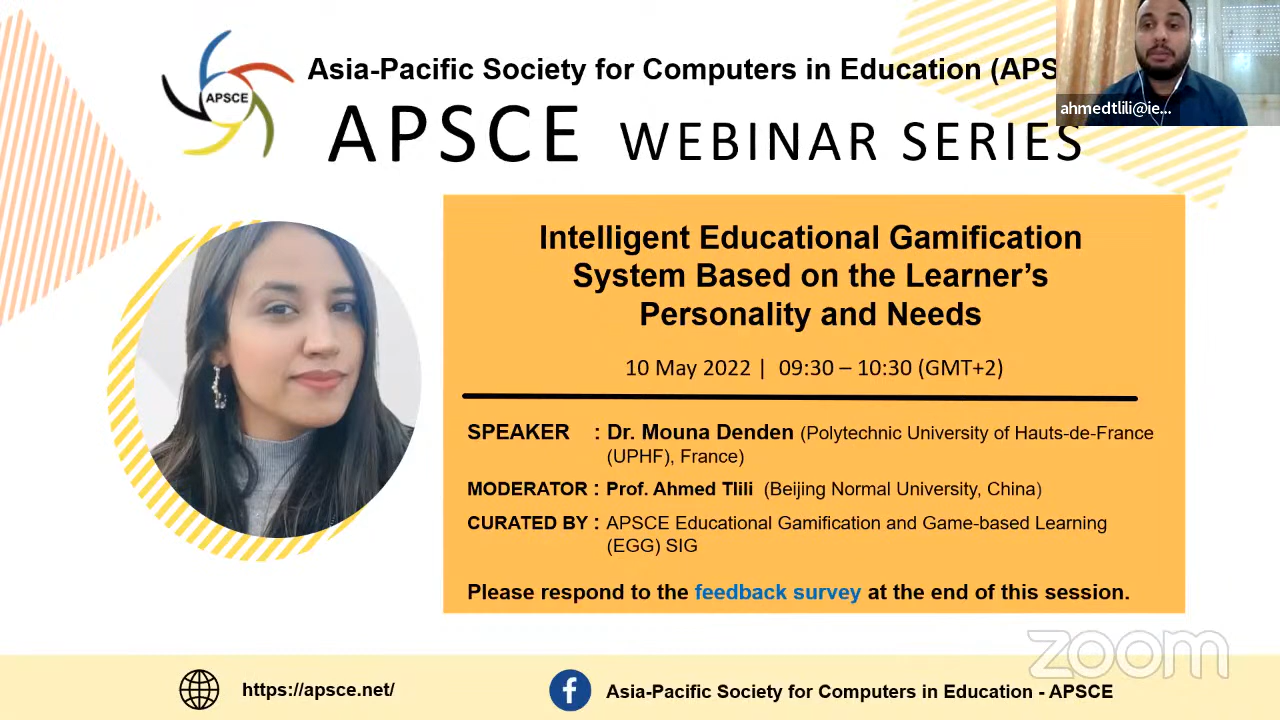 APSCE
Asia-Pacific Society for Computers in Education (APS
ahmedtlili@ie...
APSCE WEBINAR SERIES
Intelligent Educational Gamification
System Based on the Learner's
Personality and Needs
10 May 2022 | 09:30 – 10:30 (GMT+2)
SPEAKER : Dr. Mouna Denden (Polytechnic University of Hauts-de-France
(UPHF), France)
MODERATOR : Prof. Ahmed Tlili (Beijing Normal University, China)
CURATED BY : APSCE Educational Gamification and Game-based Learning
(EGG) SIG
Please respond to the feedback survey at the end of this session.
zoom
https://apsce.net/
Asia-Pacific Society for Computers in Education - APSCE